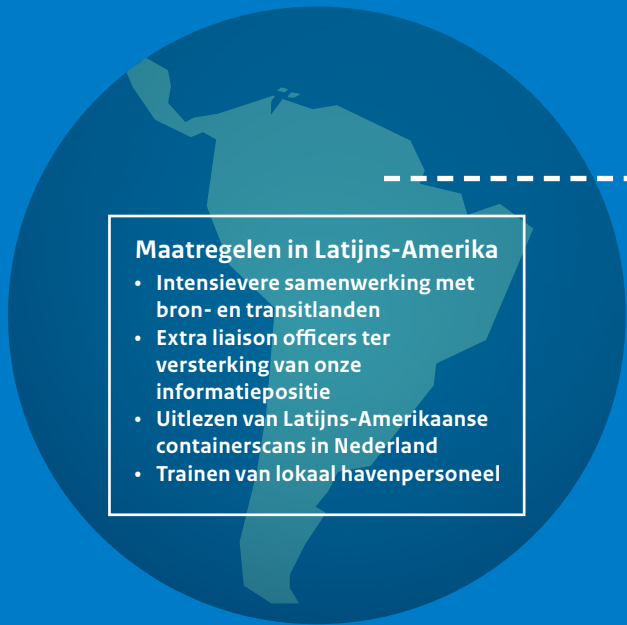 Maatregelen in Latijns-Amerika
• Intensievere samenwerking met
bron- en transitlanden
• Extra liaison officers ter
versterking van onze
informatiepositie
• Uitlezen van Latijns-Amerikaanse
containerscans in Nederland
• Trainen van lokaal havenpersoneel